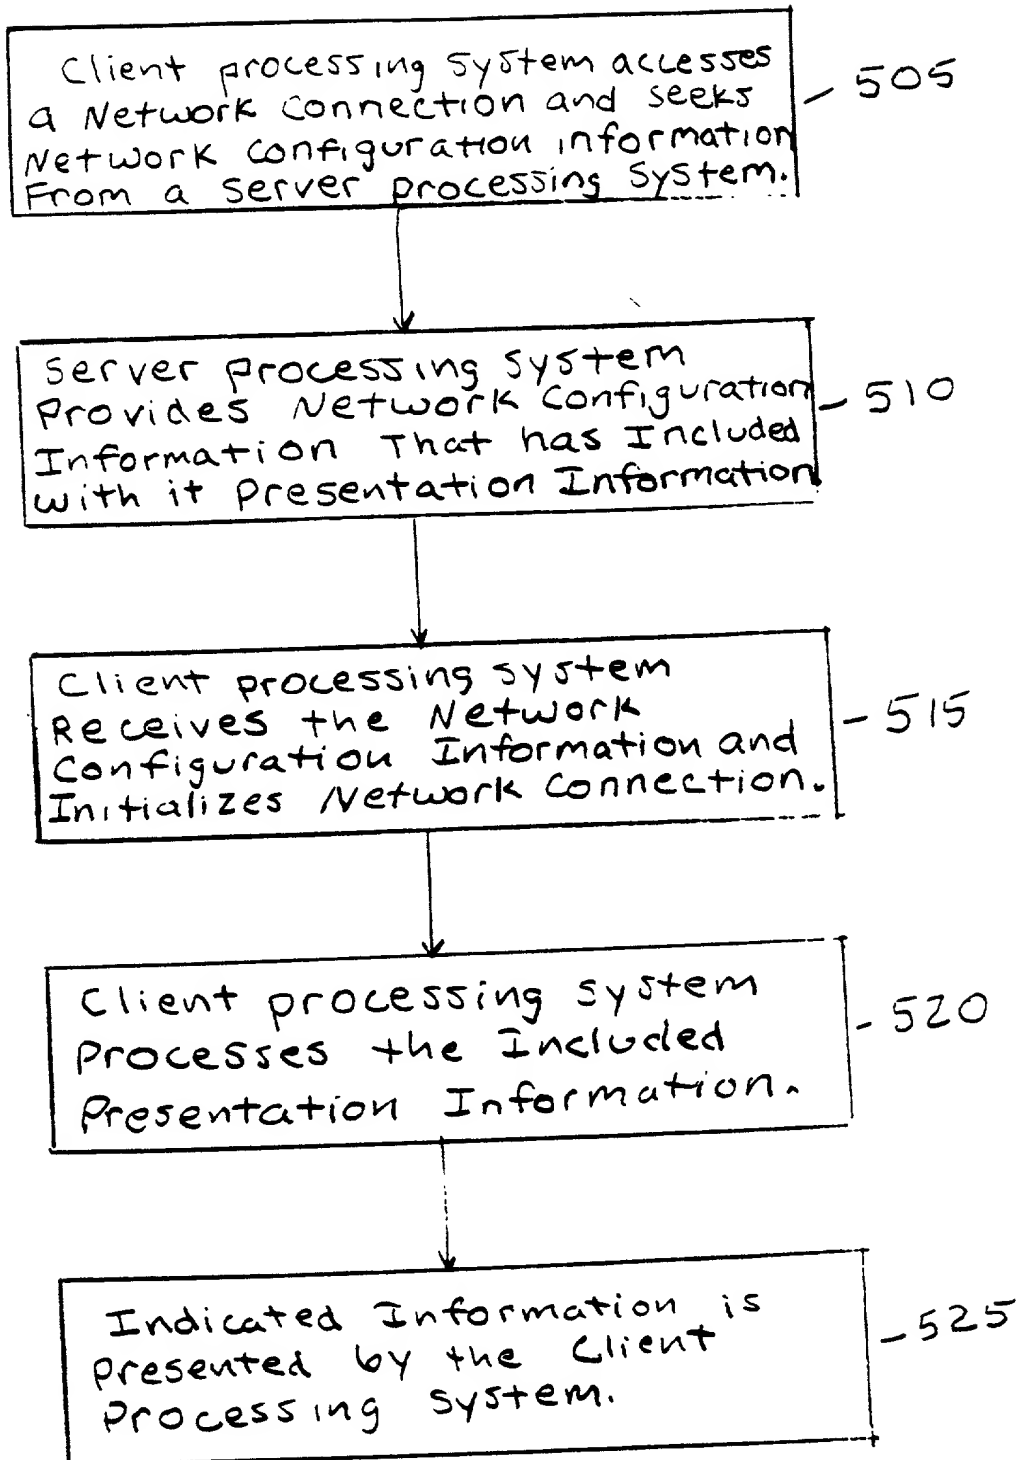 Client processing system accesses
a Network Connection and seeks
Network configuration information
From a server processing system.
505
Server processing system
Provides Network Configuration
Information That has Included
with it Presentation Information
510
Client processing system
Receives the Network
Configuration Information and
Initializes Network Connection.
515
Client processing system
Processes the Included
Presentation Information.
520
Indicated Information is
Presented by the Client
Processing system.
525